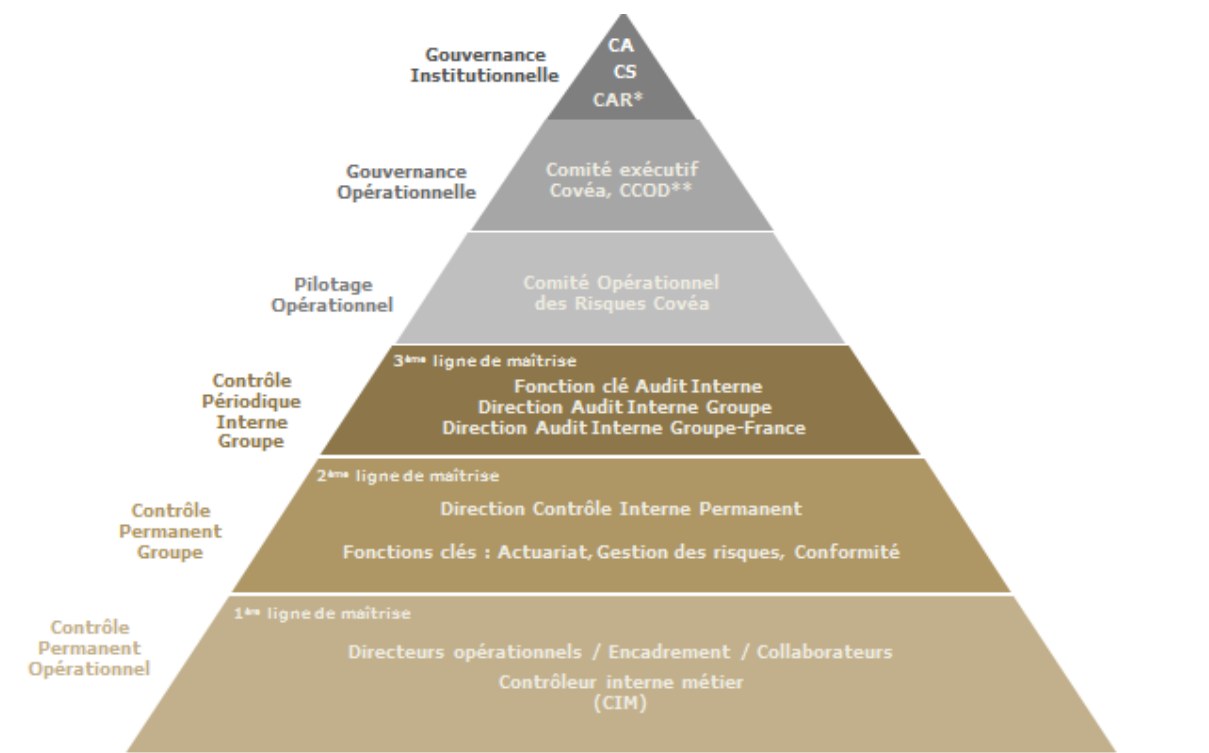 Gouvernance
Institutionnelle
CA
CS
CAR*
Gouvernance
Opérationnelle
Comité exécutif
Covéa, CCOD**
Pilotage
Opérationnel
Comité Opérationnel
des Risques Covéa
Contrôle
Périodique
Interne
Groupe
3ème ligne de maîtrise
Fonction clé Audit Interne
Direction Audit Interne Groupe
Direction Audit Interne Groupe-France
Contrôle
Permanent
Groupe
2ème ligne de maîtrise
Direction Contrôle Interne Permanent
Fonctions clés : Actuariat, Gestion des risques, Conformité
Contrôle
Permanent
Opérationnel
1ère ligne de maîtrise
Directeurs opérationnels / Encadrement / Collaborateurs
Contrôleur interne métier
(CIM)